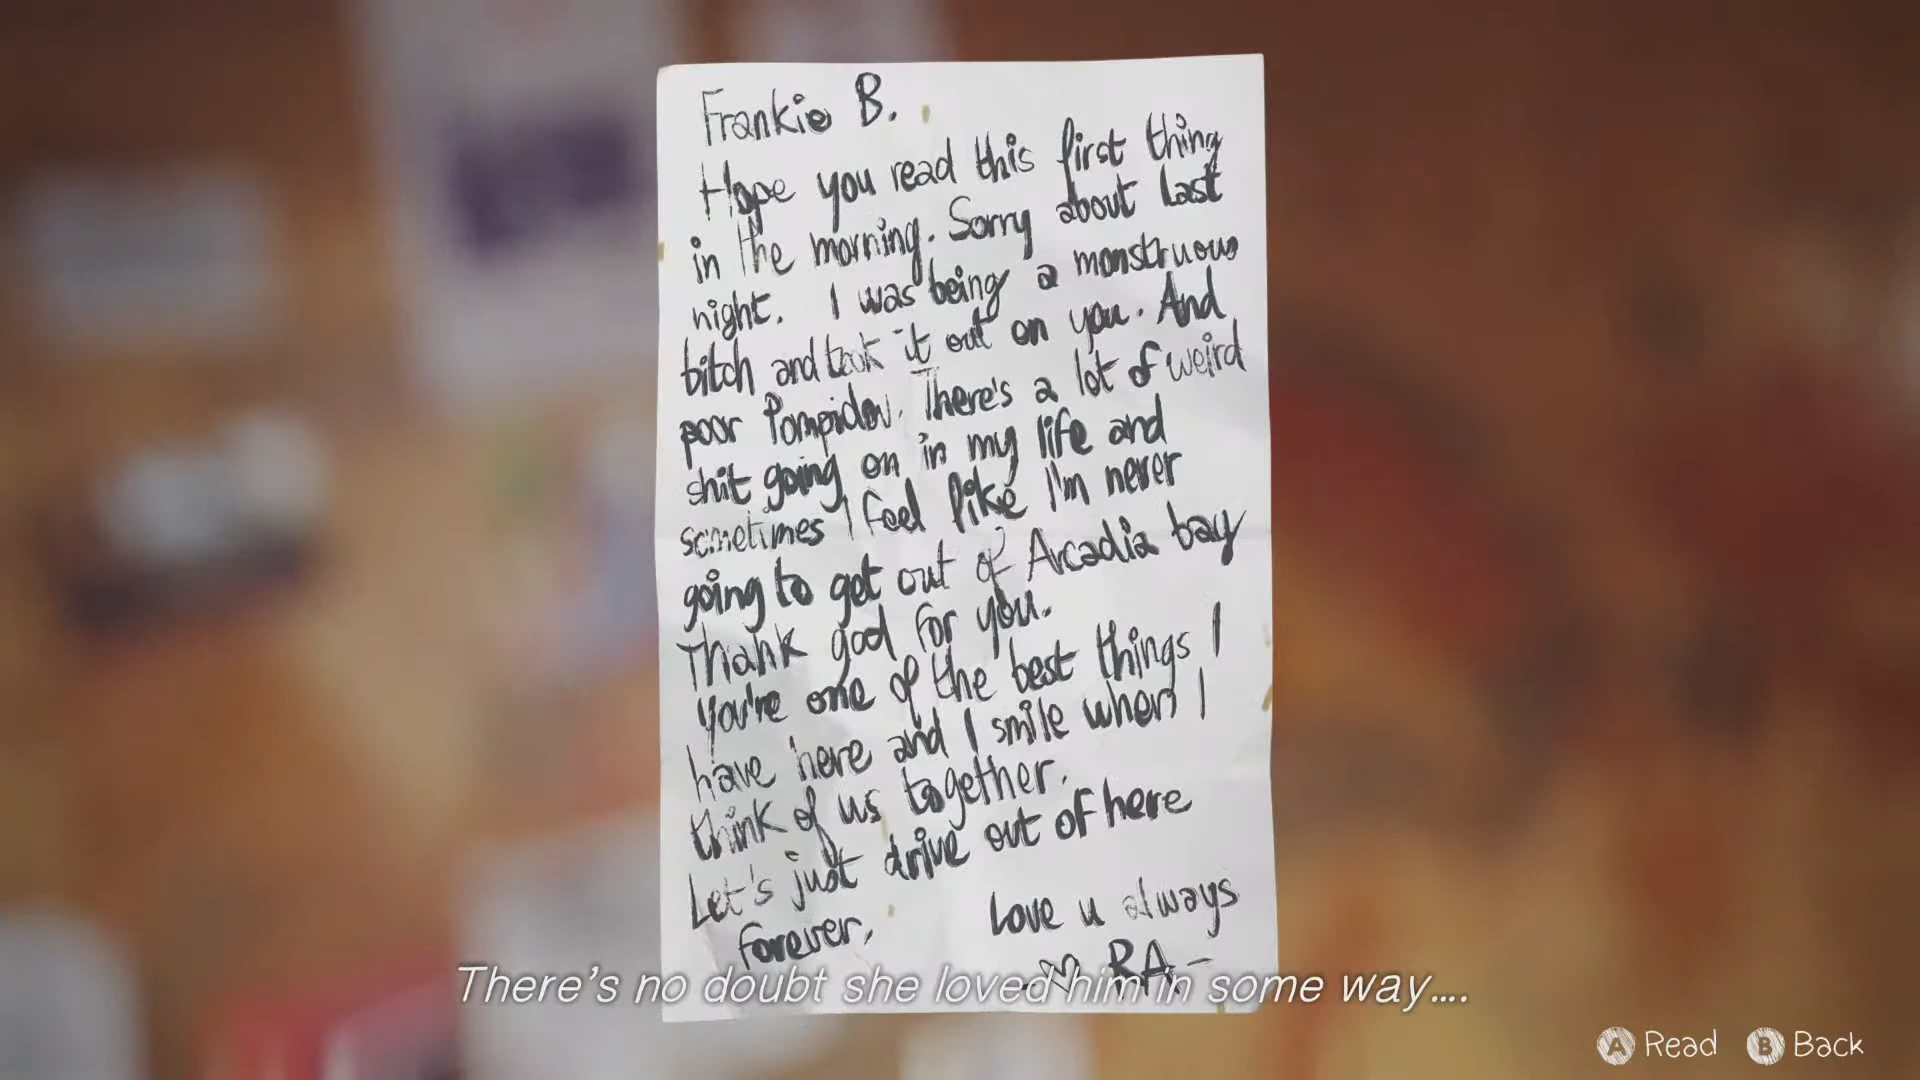 Frankie B.
Hope you read this first thing
in the morning. Sorry about last
night. I was being a monstruous
bitch and took it out on you. And
poor Pompidou. There's a lot of weird
shit going on in my life and
sometimes I feel like I'm never
going to get out of Arcadia bay
Thank god for you.
You're one of the best things I
have here and I smile when I
think of us together.
Let's just drive out of here
forever.
Love u always
♡ RA -
There's no doubt she loved him in some way....
A Read B Back